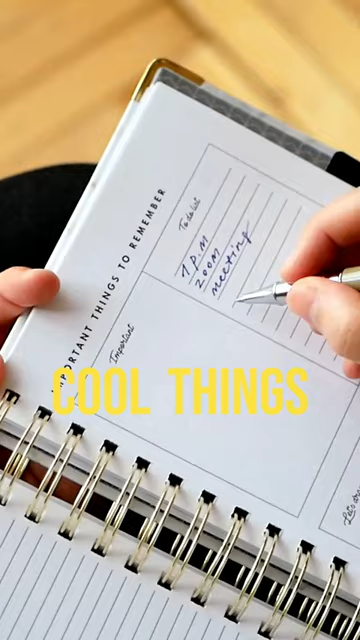 IMPORTANT THINGS TO REMEMBER
To do list
1 P.M
ZOOM
meeting
Important
COOL THINGS